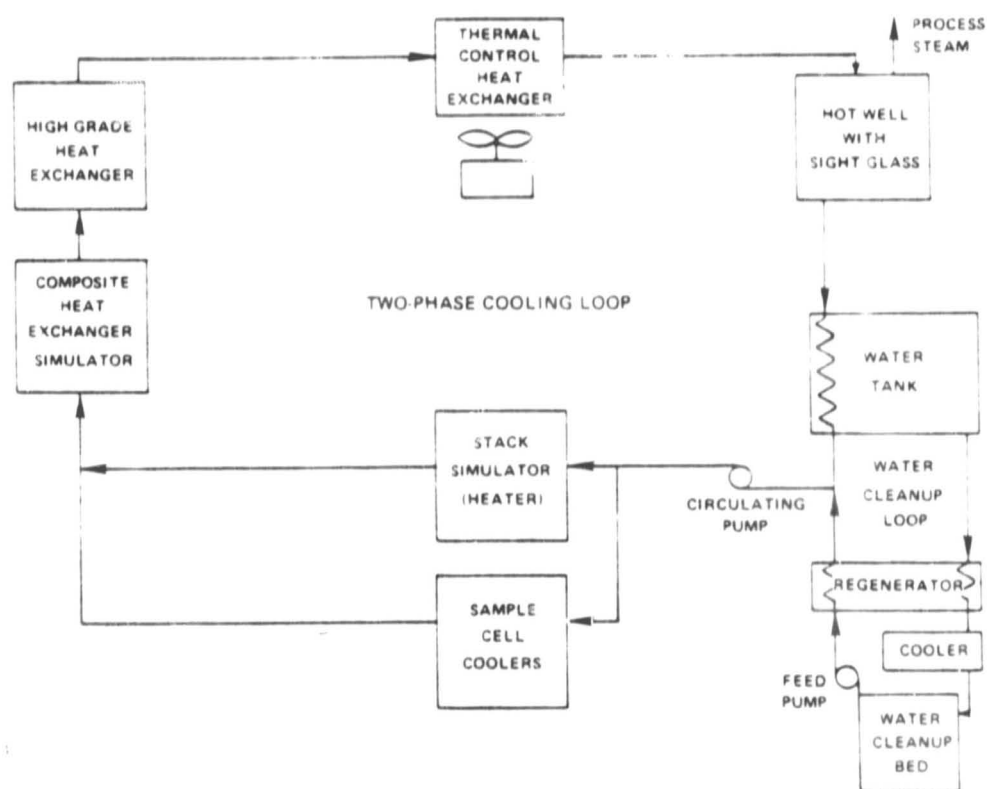 PROCESS
STEAM
THERMAL
CONTROL
HEAT
EXCHANGER
HIGH GRADE
HEAT
EXCHANGER
HOT WELL
WITH
SIGHT GLASS
COMPOSITE
HEAT
EXCHANGER
SIMULATOR
TWO-PHASE COOLING LOOP
WATER
TANK
STACK
SIMULATOR
(HEATER)
CIRCULATING
PUMP
WATER
CLEANUP
LOOP
REGENERATOR
SAMPLE
CELL
COOLERS
COOLER
FEED
PUMP
WATER
CLEANUP
BED